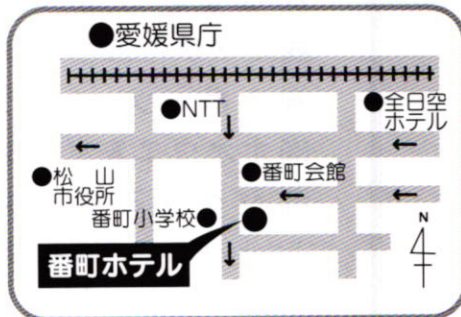 ●愛媛県庁
●NTT
●全日空
ホテル
●番町会館
●松 山
市役所
番町小学校●
番町ホテル
N